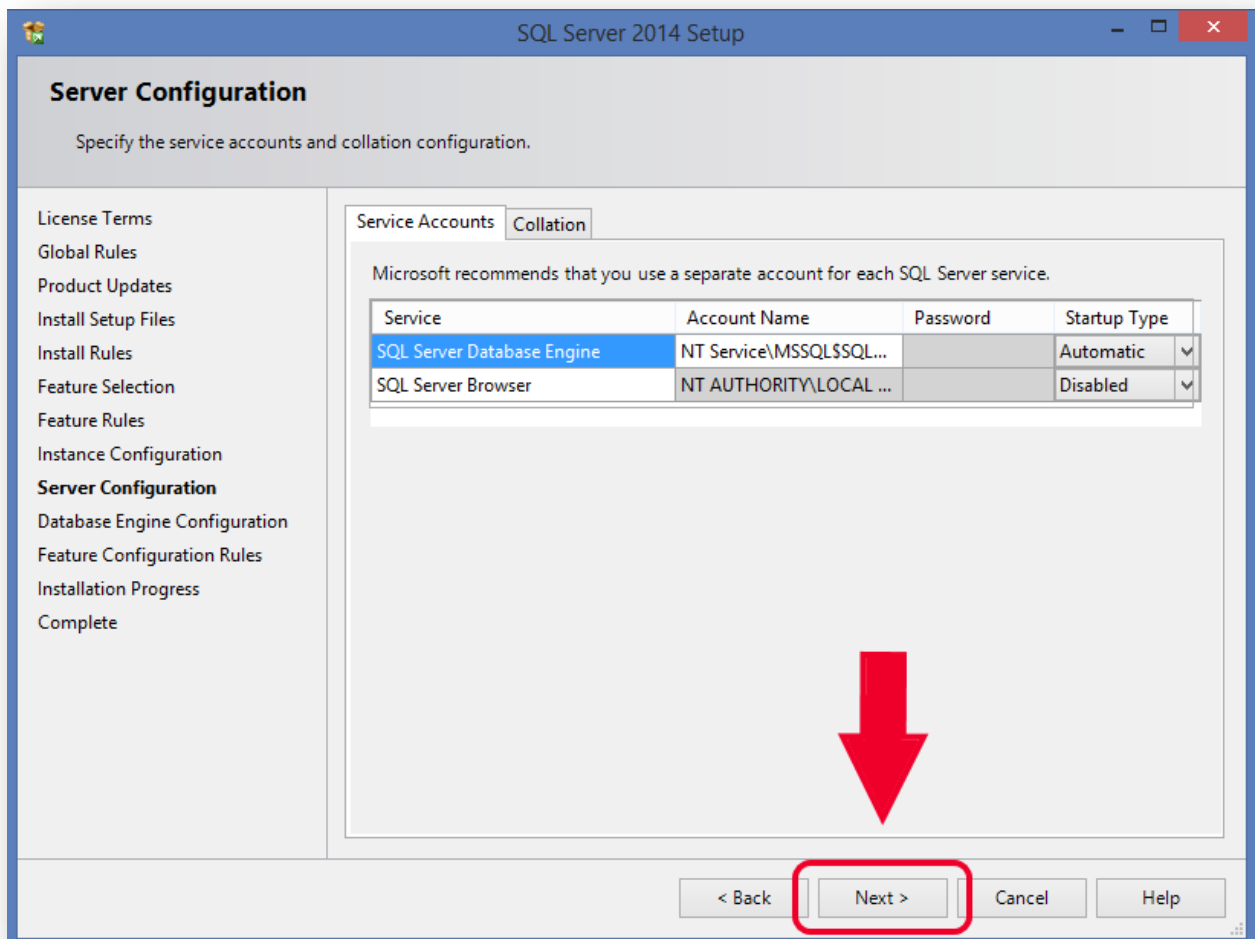 SQL Server 2014 Setup
Server Configuration
Specify the service accounts and collation configuration.
License Terms
Global Rules
Product Updates
Install Setup Files
Install Rules
Feature Selection
Feature Rules
Instance Configuration
Server Configuration
Database Engine Configuration
Feature Configuration Rules
Installation Progress
Complete
Service Accounts Collation
Microsoft recommends that you use a separate account for each SQL Server service.
Service Account Name Password Startup Type
SQL Server Database Engine NT Service\MSSQL$SQL... Automatic
SQL Server Browser NT AUTHORITY\LOCAL ... Disabled
< Back Next > Cancel Help